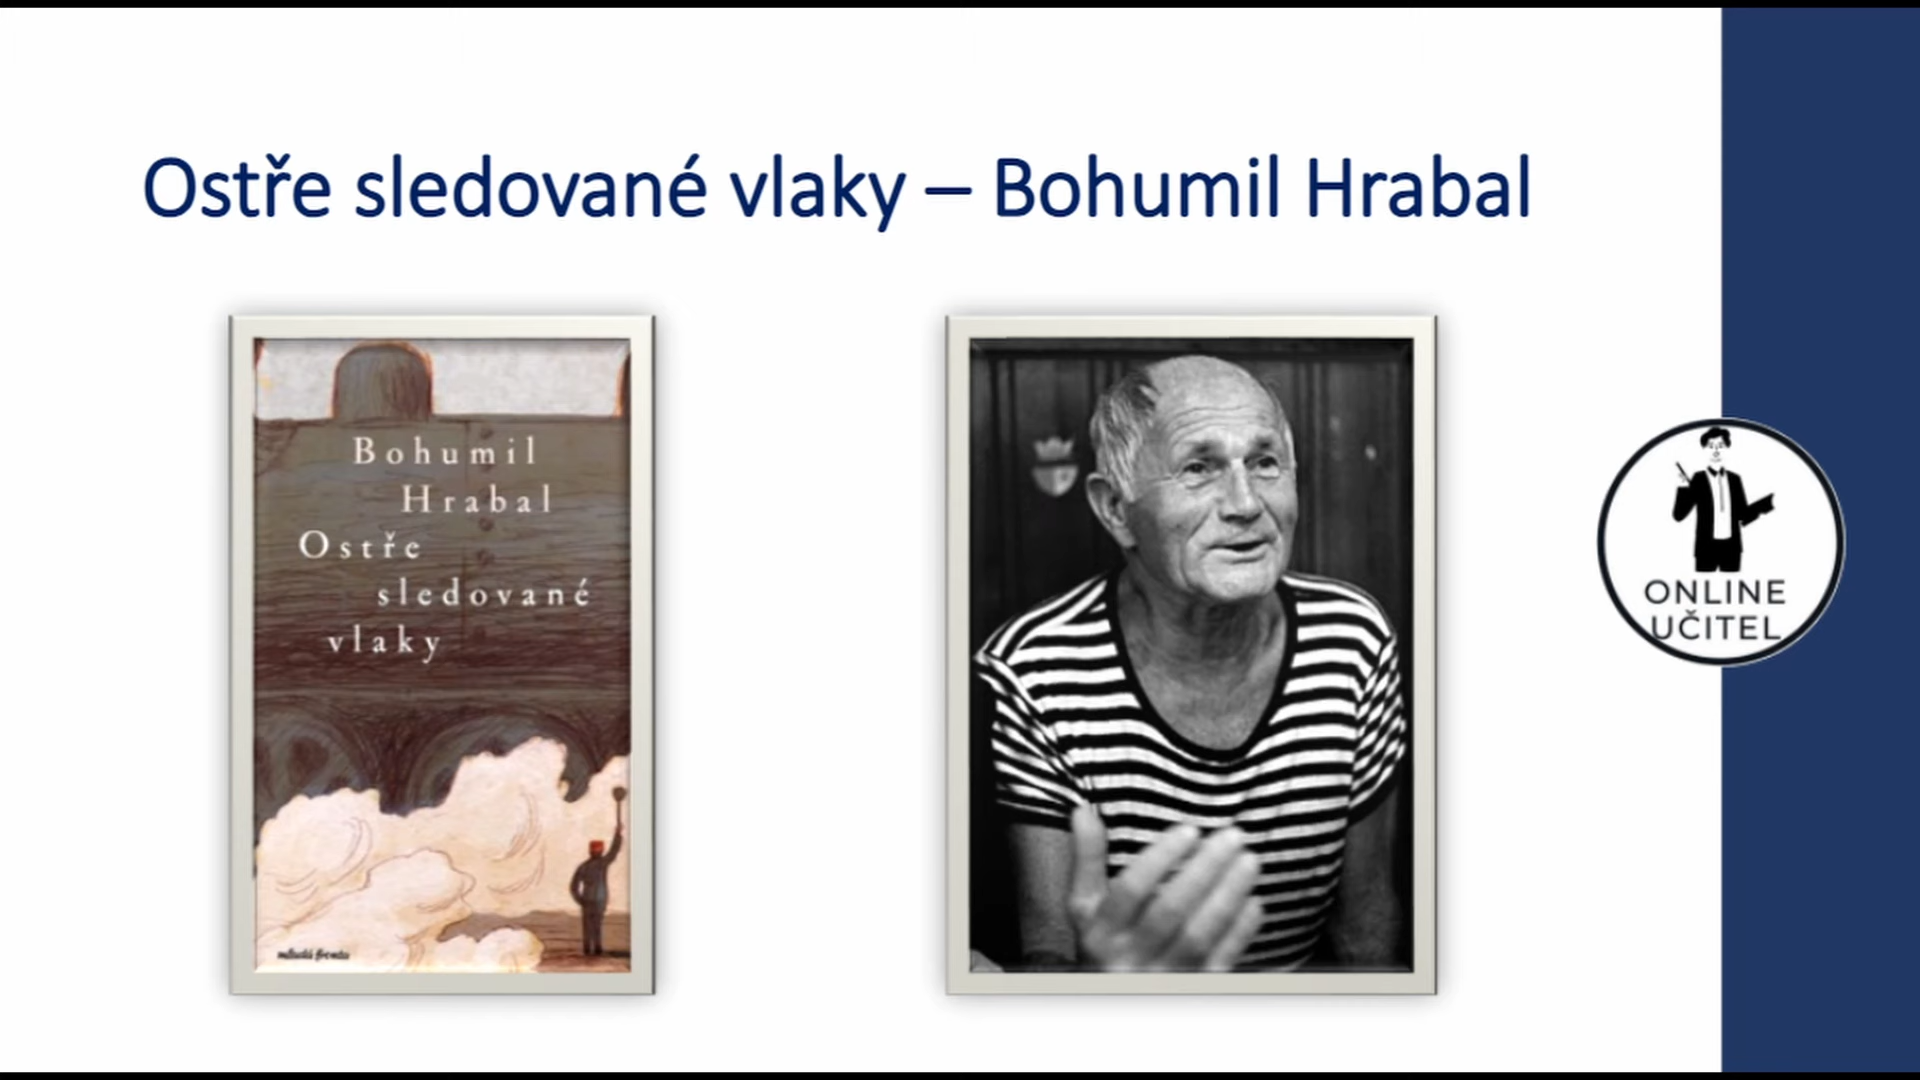 Ostře sledované vlaky – Bohumil Hrabal
Bohumil
Hrabal
Ostře
sledované
vlaky
mladá fronta
ONLINE
UČITEL